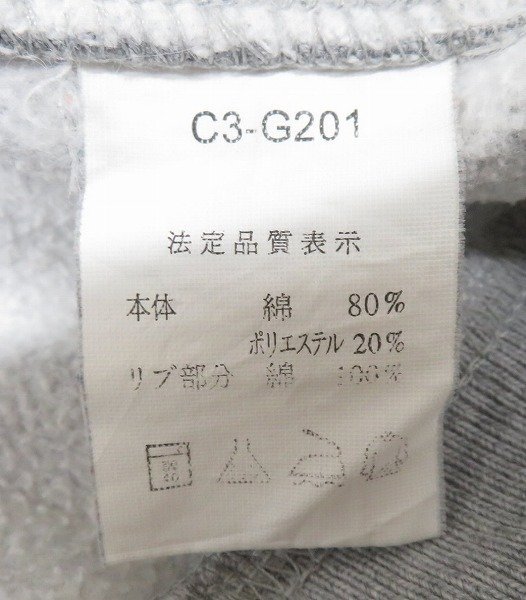 C3-G201
法定品質表示
本体 綿 80%
ポリエステル 20%
リブ部分 綿 100%